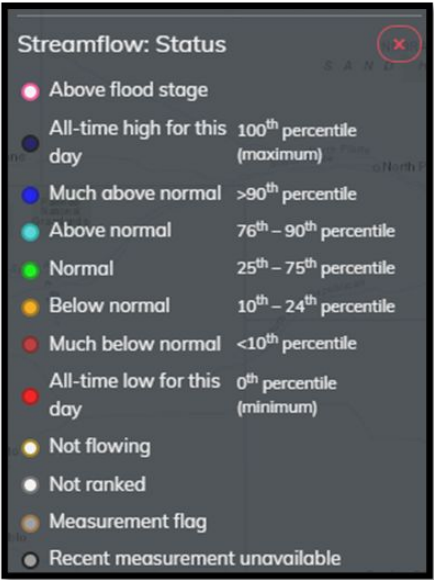 Streamflow: Status
SAND
Above flood stage
All-time high for this day 100th percentile (maximum)
North P
Much above normal >90th percentile
Above normal 76th – 90th percentile
Normal 25th – 75th percentile
Below normal 10th – 24th percentile
Much below normal <10th percentile
All-time low for this day 0th percentile (minimum)
Not flowing
Not ranked
Measurement flag
Recent measurement unavailable